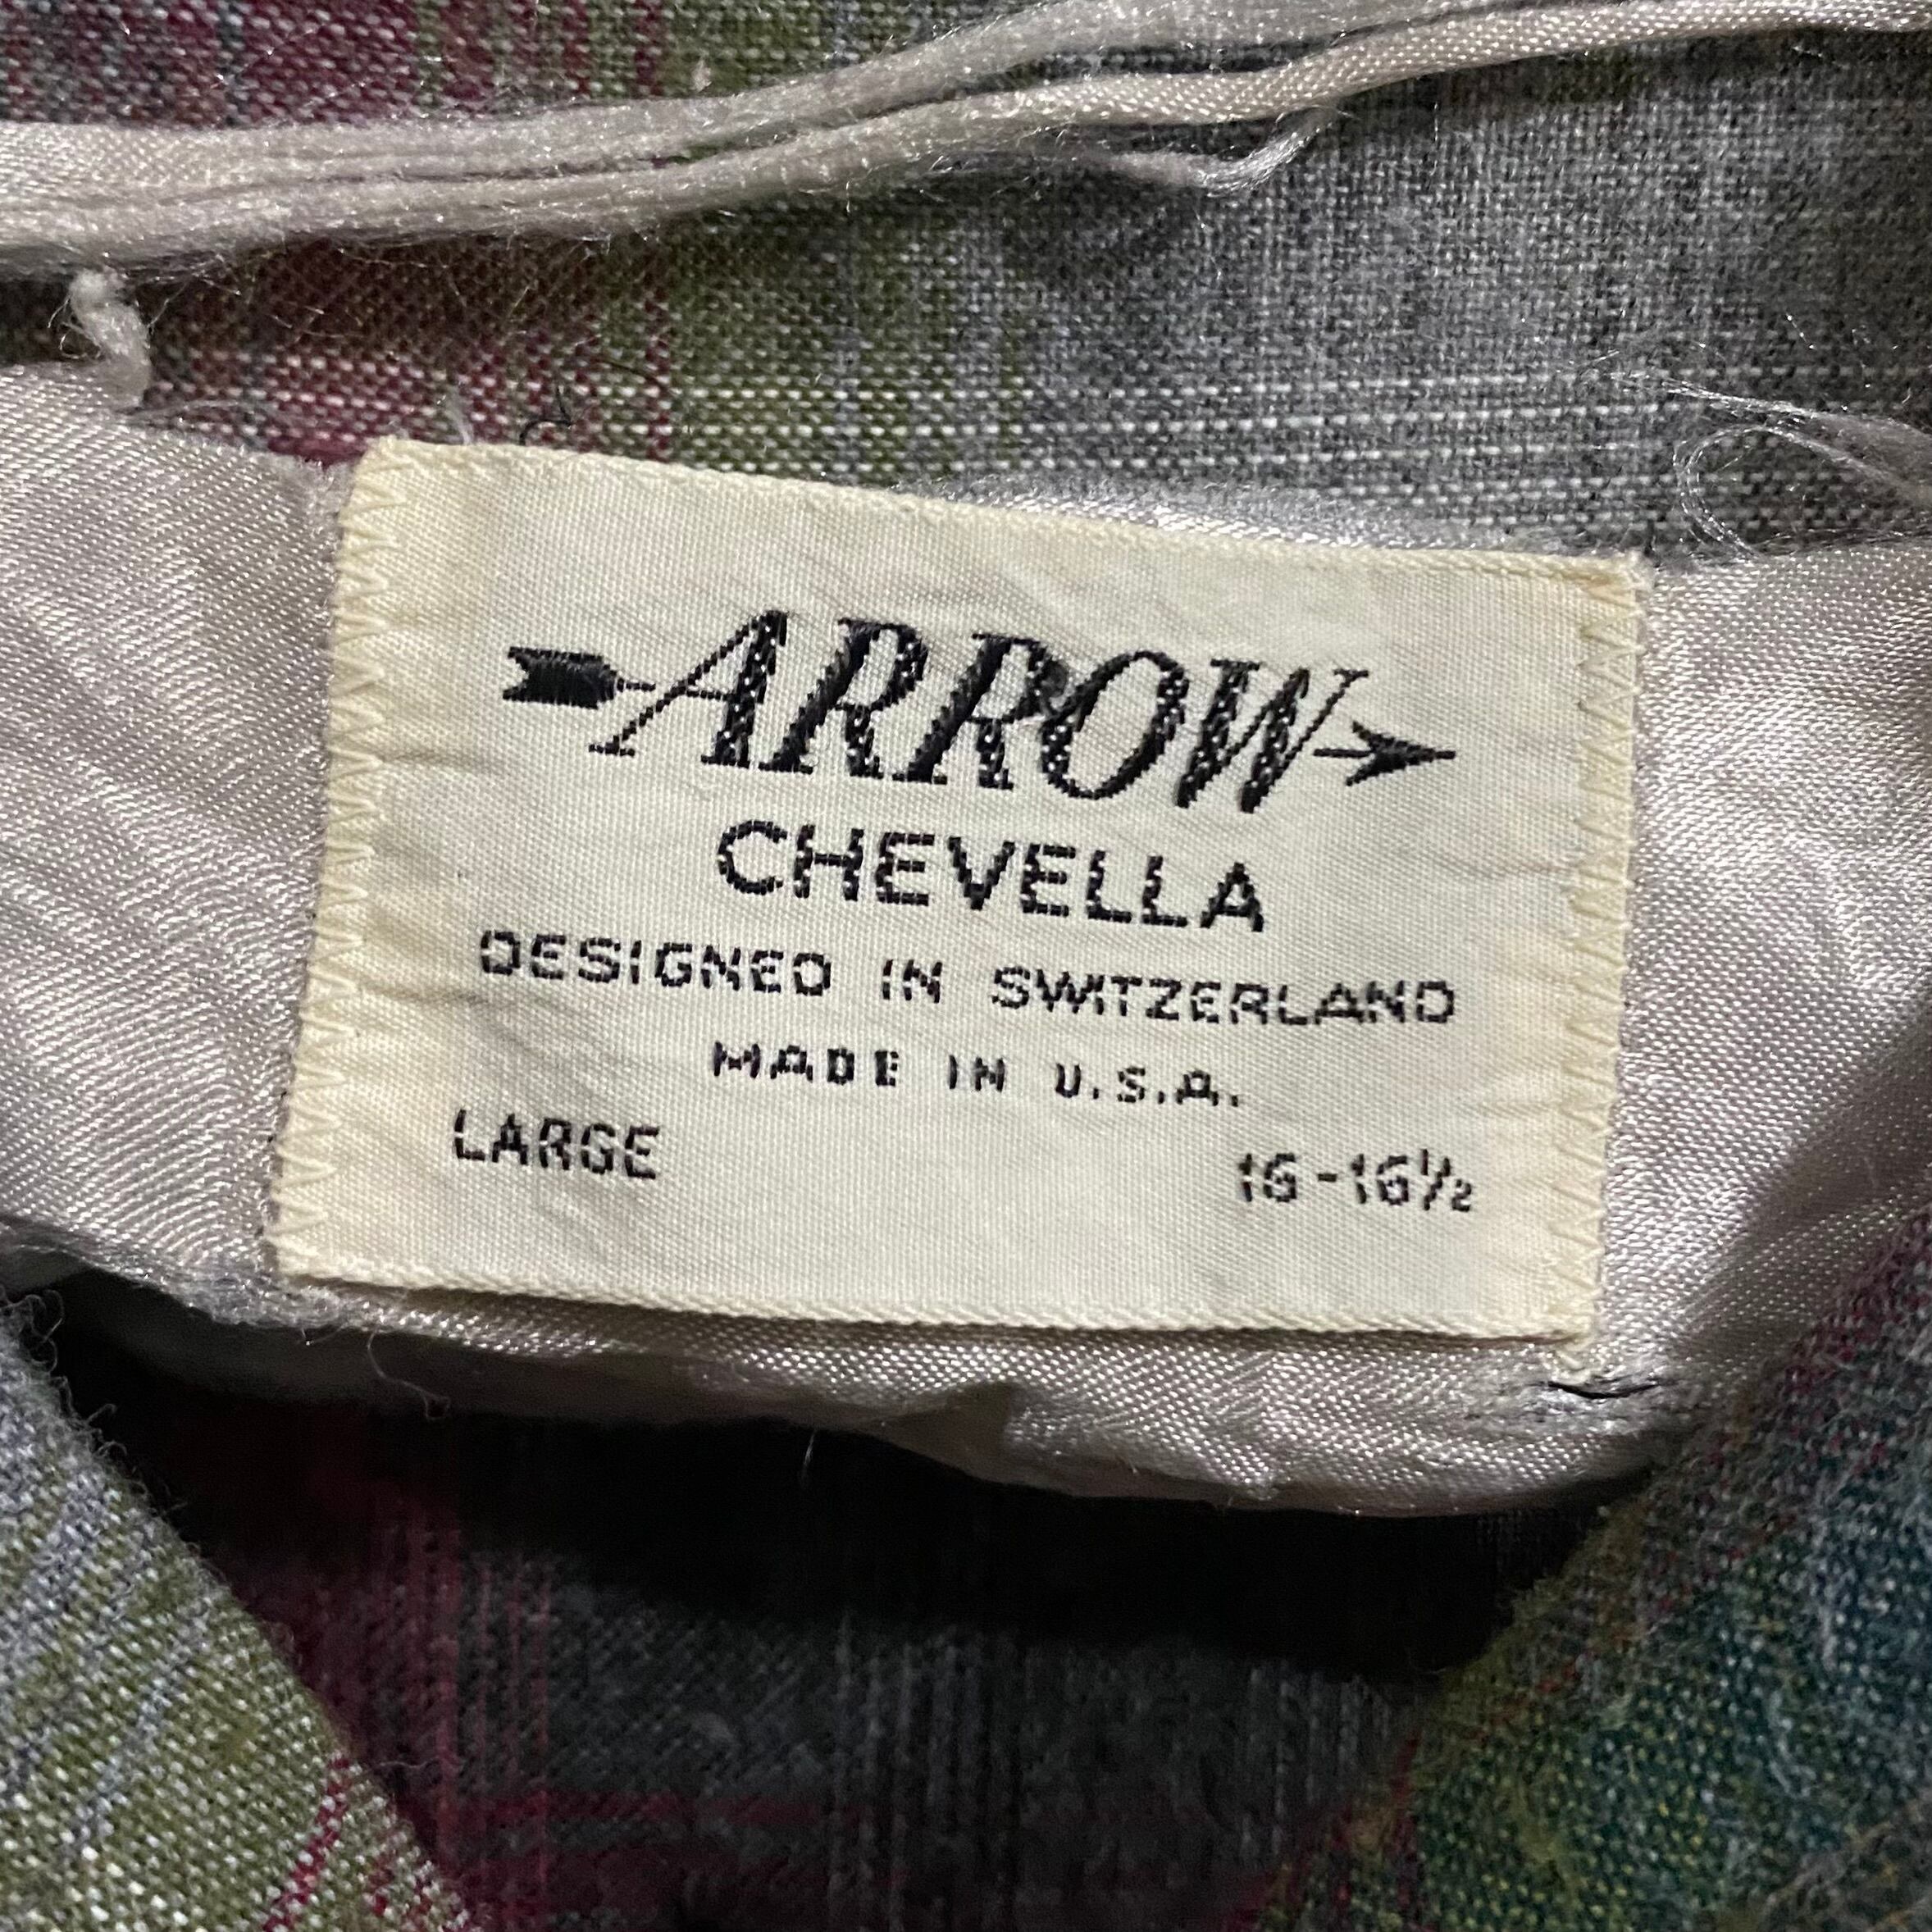 ARROW
CHEVELLA
DESIGNED IN SWITZERLAND
MADE IN U.S.A.
LARGE 16-16½